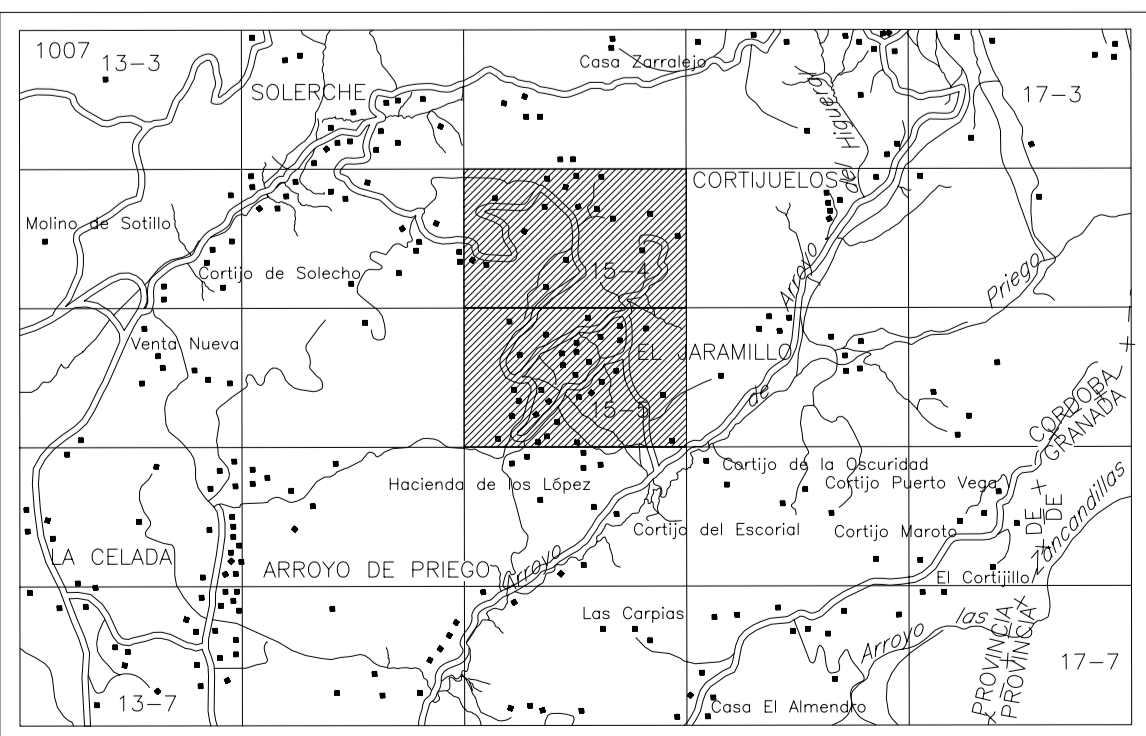 1007
13-3
Casa Zarralejo
SOLERCHE
17-3
Arroyo del Higueral
CORTIJUELOS
Molino de Sotillo
Cortijo de Solecho
15-4
Priego
Venta Nueva
EL JARAMILLO
de
15-5
CORDOBA
GRANADA
Hacienda de los López
Cortijo de la Oscuridad
Cortijo Puerto Vega
Cortijo del Escorial
Cortijo Maroto
DE
DE
Zancandillas
LA CELADA
ARROYO DE PRIEGO
Arroyo
El Cortijillo
Las Carpias
las
Arroyo
PROVINCIA
PROVINCIA
17-7
13-7
Casa El Almendro